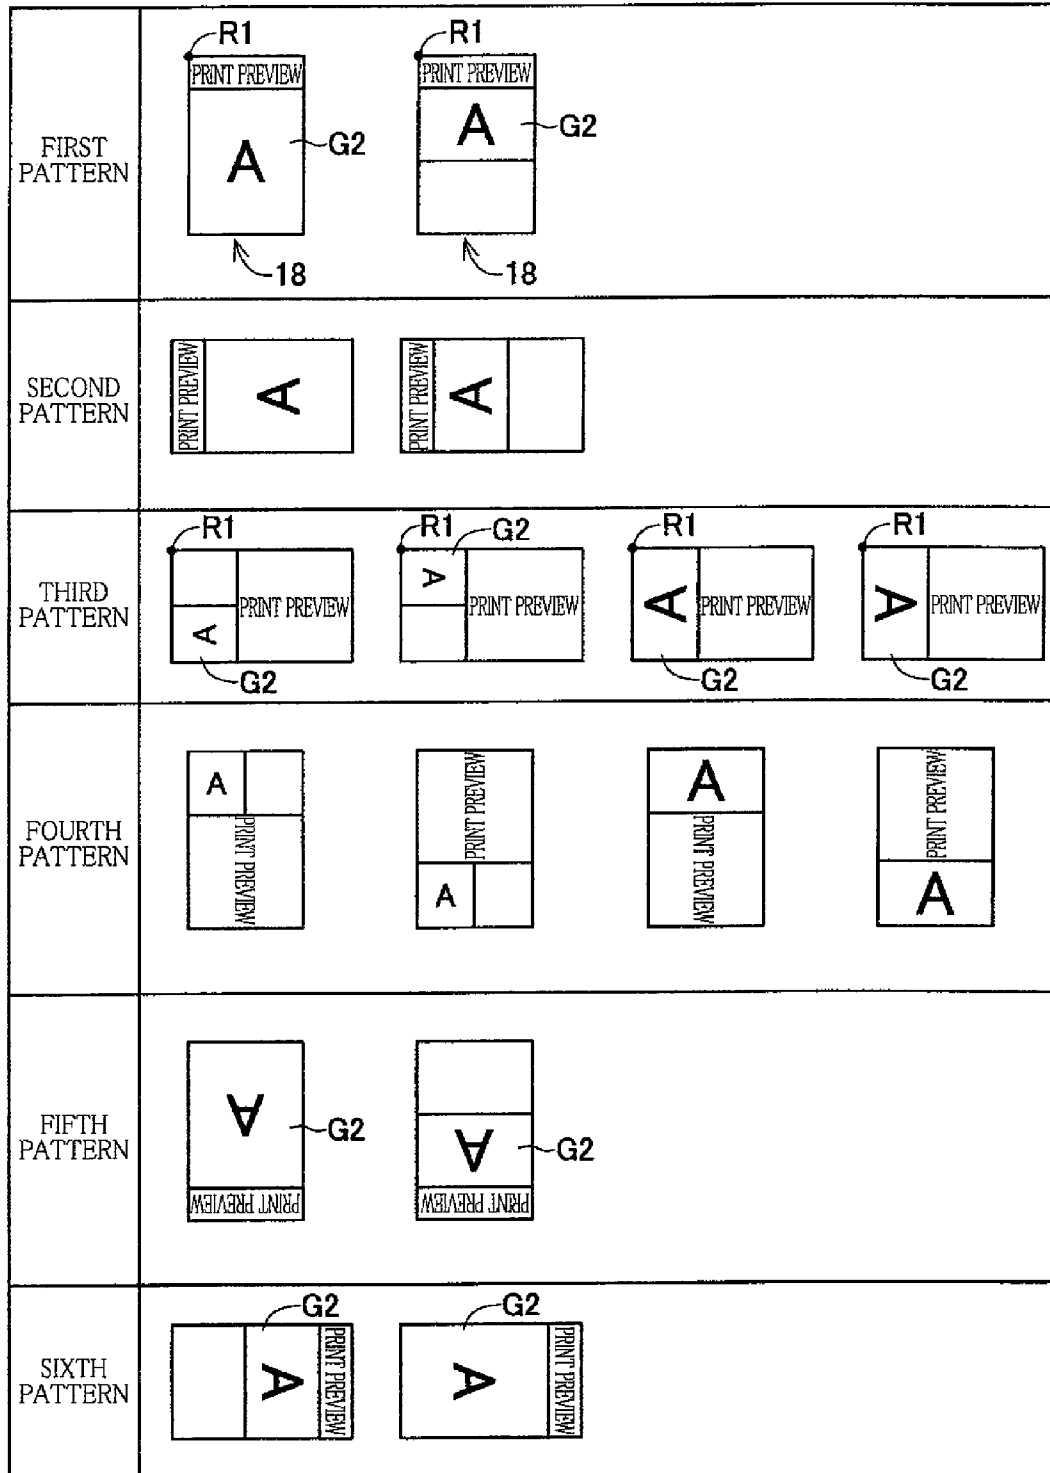 FIRST
PATTERN
R1
PRINT PREVIEW
A
G2
18
R1
PRINT PREVIEW
A
G2
18
SECOND
PATTERN
PRINT PREVIEW
A
PRINT PREVIEW
A
THIRD
PATTERN
R1
PRINT PREVIEW
A
G2
R1
G2
A
PRINT PREVIEW
R1
A
PRINT PREVIEW
G2
R1
A
PRINT PREVIEW
G2
FOURTH
PATTERN
A
PRINT PREVIEW
PRINT PREVIEW
A
A
PRINT PREVIEW
PRINT PREVIEW
A
FIFTH
PATTERN
A
G2
PRINT PREVIEW
A
G2
PRINT PREVIEW
SIXTH
PATTERN
G2
A
PRINT PREVIEW
G2
A
PRINT PREVIEW